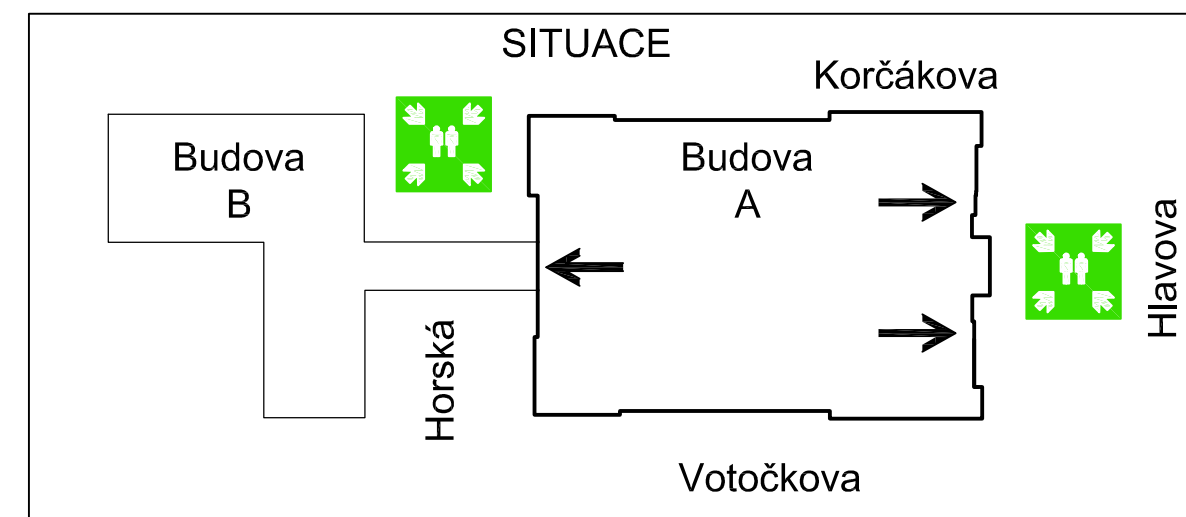 SITUACE
Korčákova
Budova
B
Budova
A
Hlavova
Horská
Votočkova